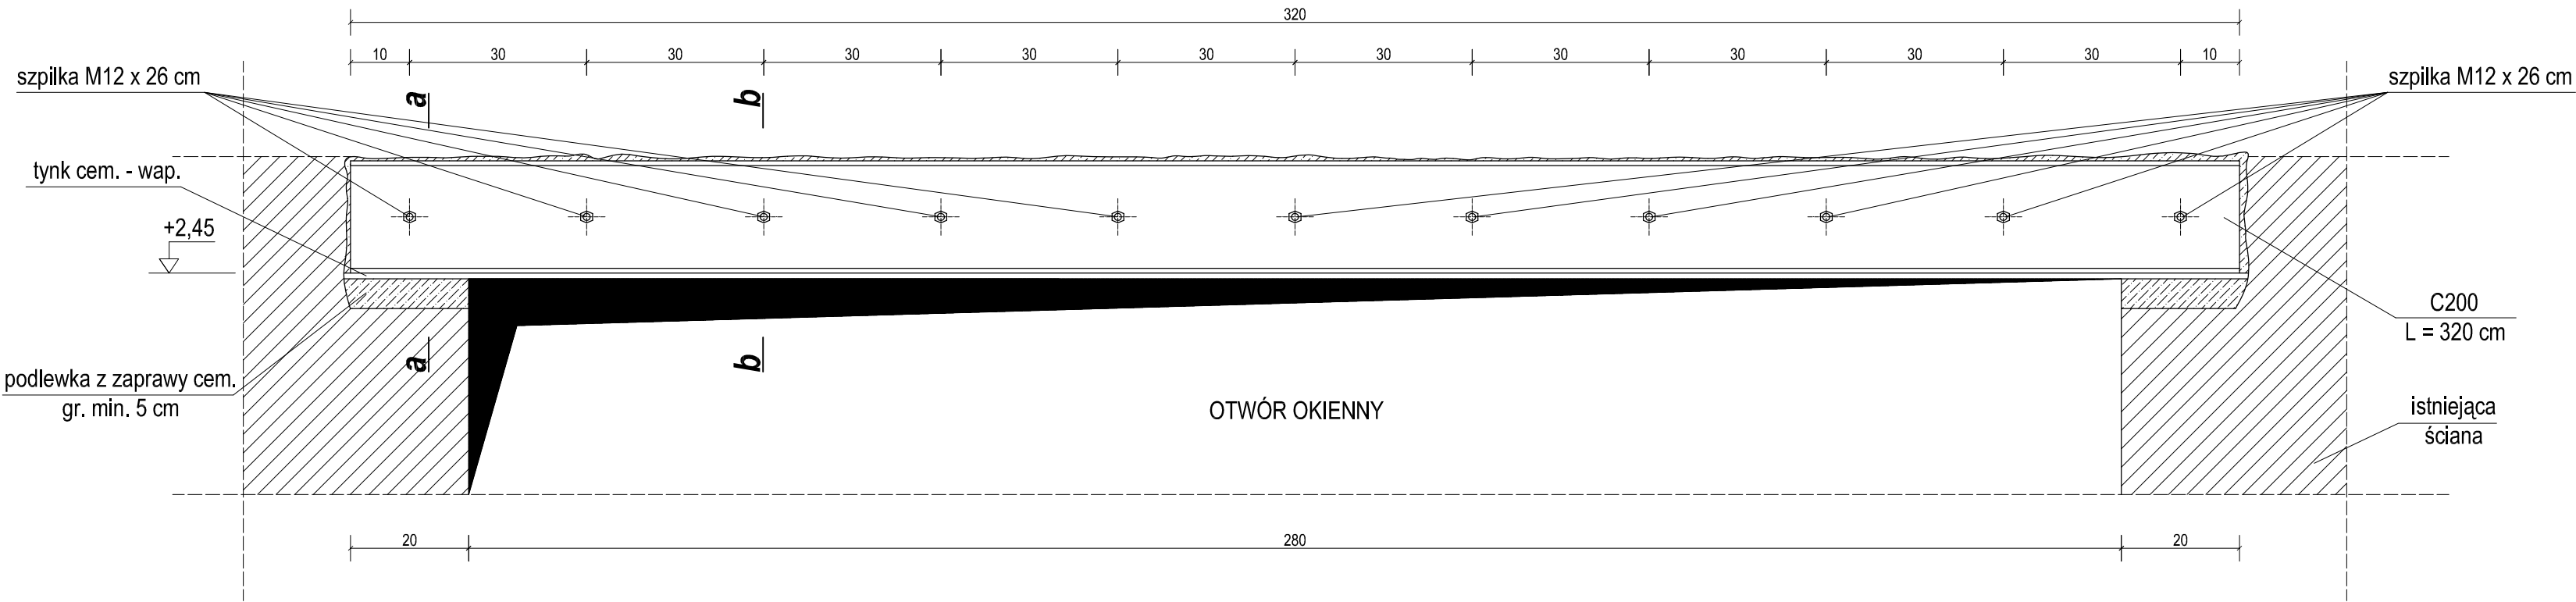 320
10 30 30 30 30 30 30 30 30 30 30 10
szpilka M12 x 26 cm
szpilka M12 x 26 cm
a b
tynk cem. - wap.
+2,45
C200
L = 320 cm
a b
podlewka z zaprawy cem.
gr. min. 5 cm
OTWÓR OKIENNY
istniejąca
ściana
20 280 20